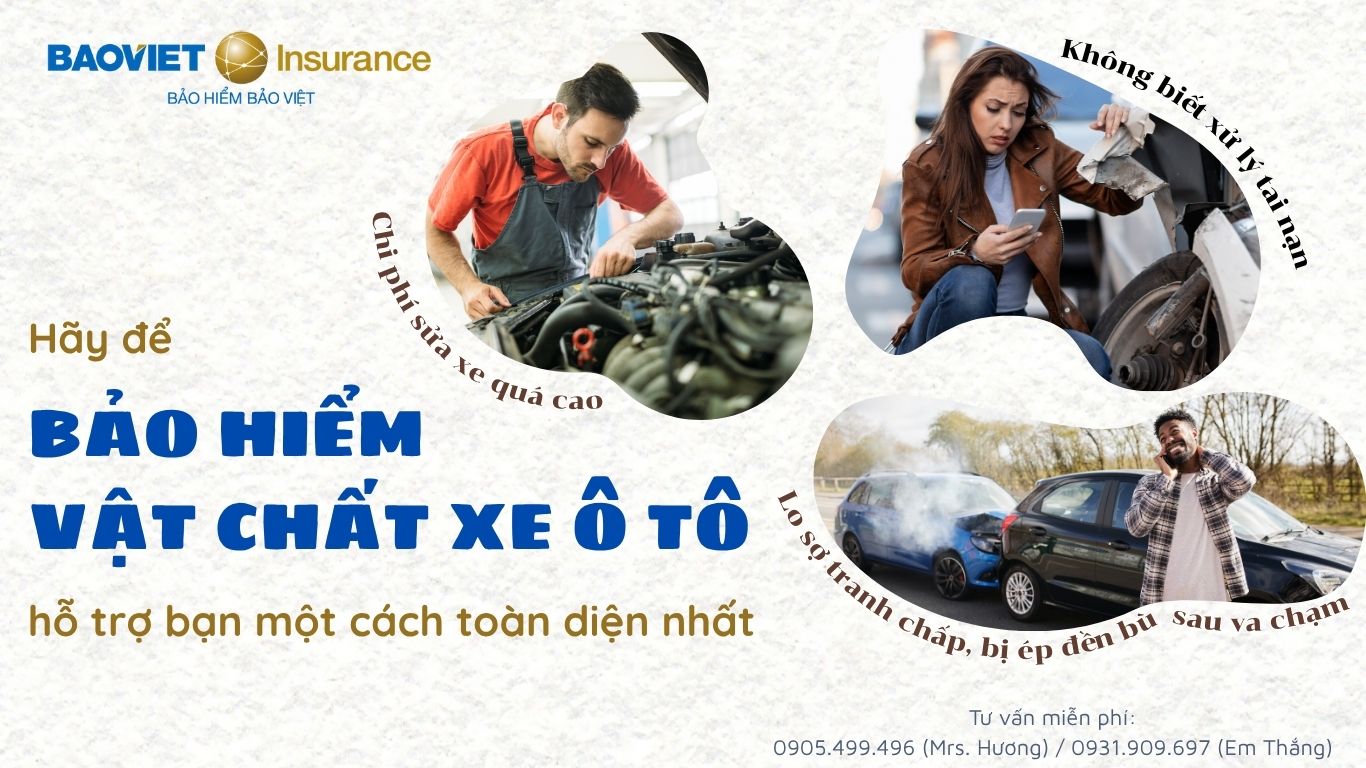 BAOVIET Insurance
BẢO HIỂM BẢO VIỆT
Chi phí sửa xe quá cao
Không biết xử lý tai nạn
Hãy để
BẢO HIỂM
VẬT CHẤT XE Ô TÔ
hỗ trợ bạn một cách toàn diện nhất
Lo sợ tranh chấp, bị ép đền bù sau va chạm
Tư vấn miễn phí:
0905.499.496 (Mrs. Hương) / 0931.909.697 (Em Thắng)